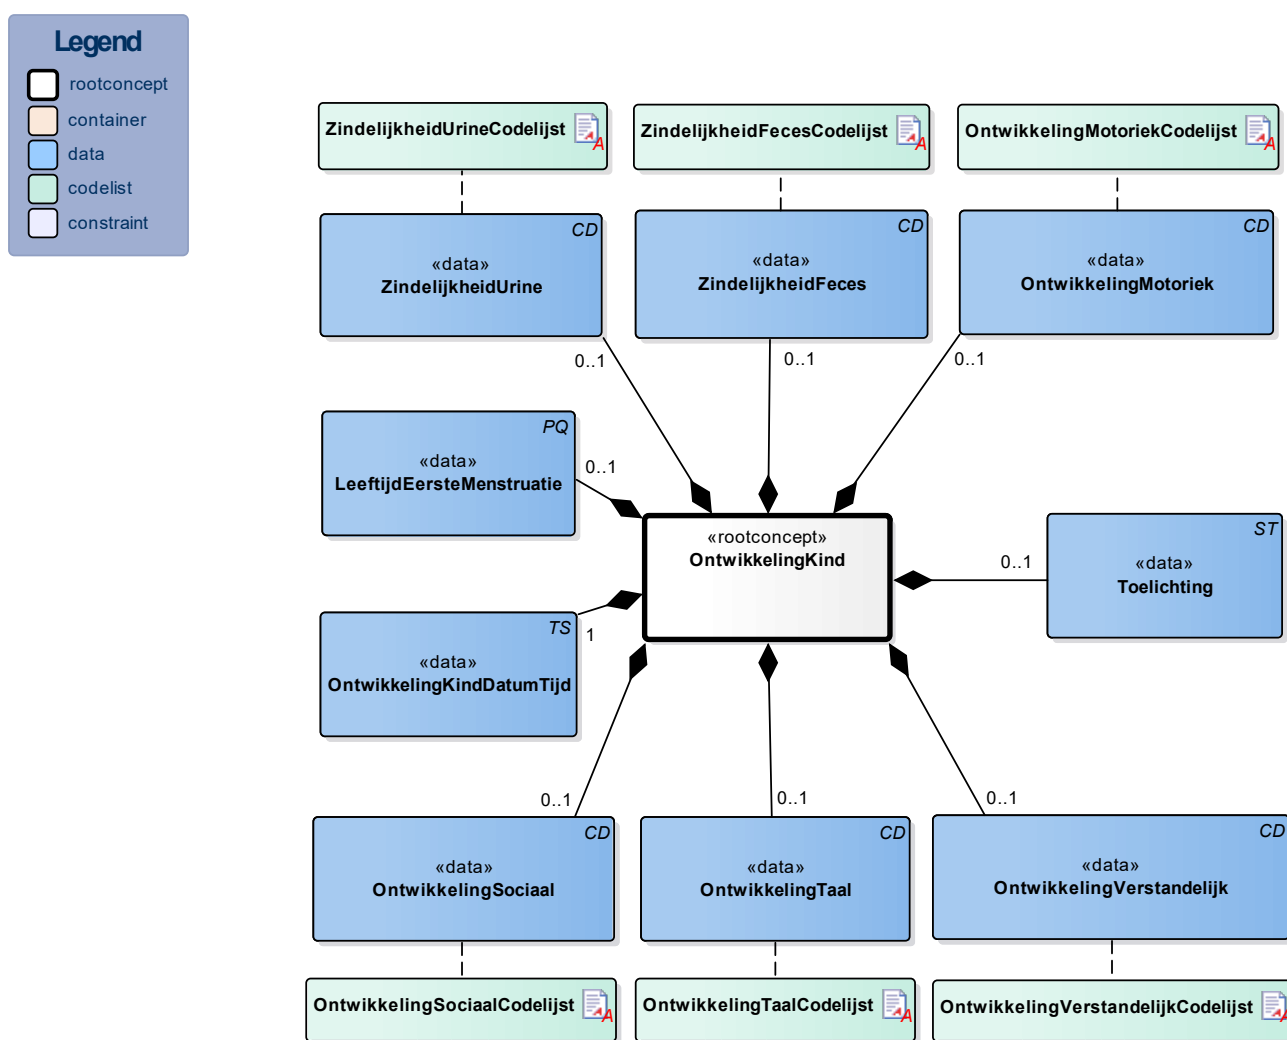 Legend
rootconcept
container
data
codelist
constraint
ZindelijkheidUrineCodelijst
ZindelijkheidFecesCodelijst
OntwikkelingMotoriekCodelijst
CD
«data»
ZindelijkheidUrine
CD
«data»
ZindelijkheidFeces
CD
«data»
OntwikkelingMotoriek
0..1
0..1
0..1
PQ
«data»
LeeftijdEersteMenstruatie
0..1
«rootconcept»
OntwikkelingKind
ST
«data»
Toelichting
0..1
TS
«data»
OntwikkelingKindDatumTijd
1
0..1
0..1
0..1
CD
«data»
OntwikkelingSociaal
CD
«data»
OntwikkelingTaal
CD
«data»
OntwikkelingVerstandelijk
OntwikkelingSociaalCodelijst
OntwikkelingTaalCodelijst
OntwikkelingVerstandelijkCodelijst